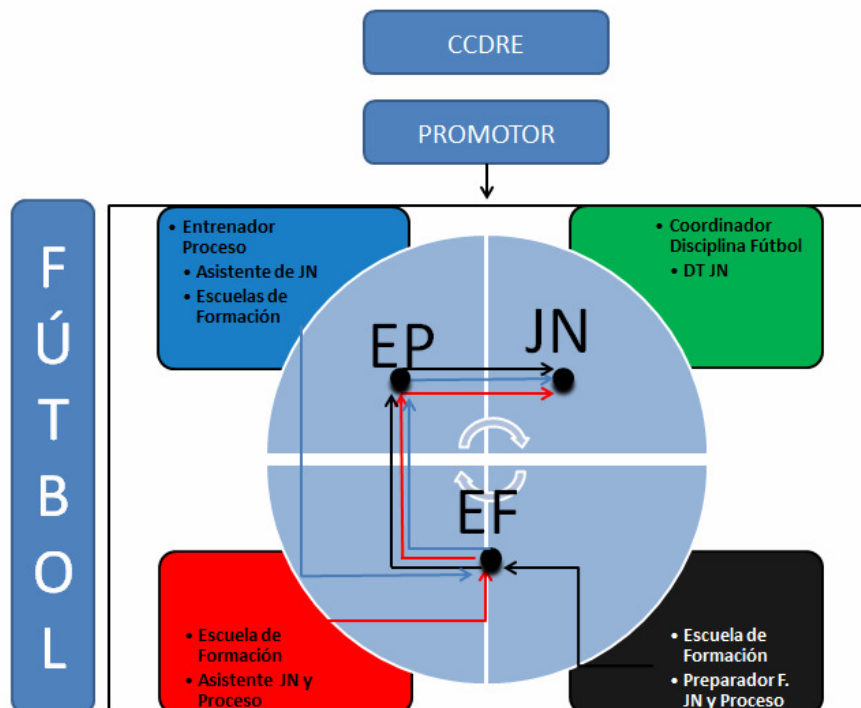 CCDRE
PROMOTOR
FÚTBOL
• Entrenador
Proceso
• Asistente de JN
• Escuelas de
Formación
• Coordinador
Disciplina Fútbol
• DT JN
EP
JN
EF
• Escuela de
Formación
• Asistente JN y
Proceso
• Escuela de
Formación
• Preparador F.
JN y Proceso